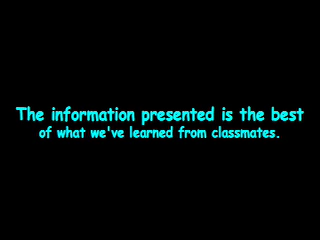 The information presented is the best
of what we've learned from classmates.